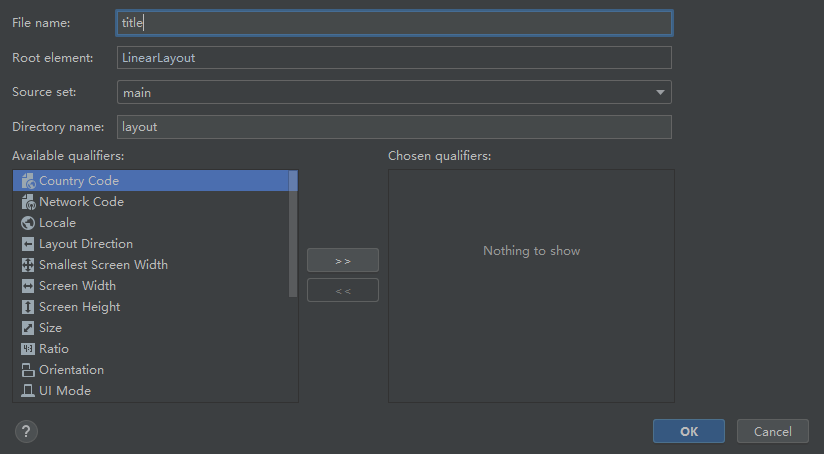 File name: title
Root element: LinearLayout
Source set: main
Directory name: layout
Available qualifiers: Chosen qualifiers:
Country Code
Network Code
Locale
Layout Direction
Smallest Screen Width
Screen Width
Screen Height
Size
Ratio
Orientation
UI Mode
>>
<<
Nothing to show
?
OK Cancel